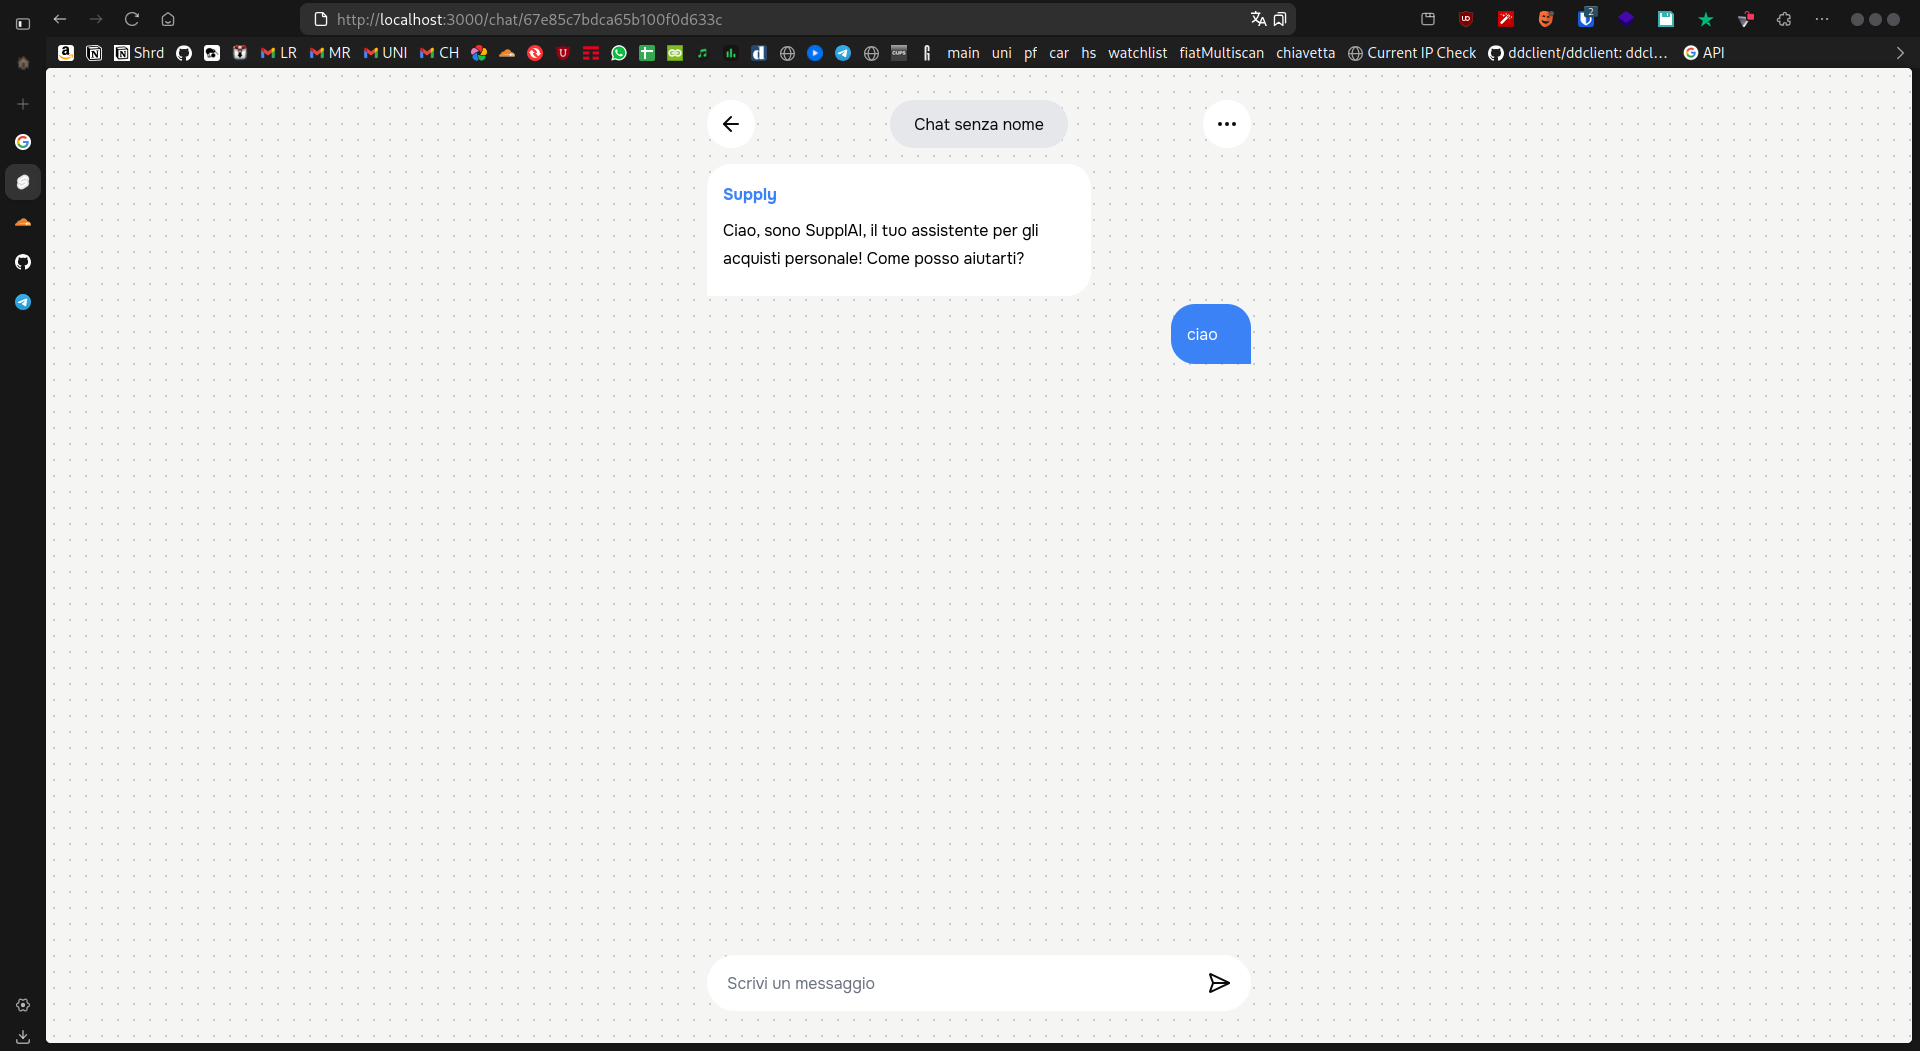 http://localhost:3000/chat/67e85c7bdca65b100f0d633c
2
Shrd LR MR UNI CH main uni pf car hs watchlist fiatMultiscan chiavetta Current IP Check ddclient/ddclient: ddcl... API
Chat senza nome
Supply
Ciao, sono SupplAI, il tuo assistente per gli
acquisti personale! Come posso aiutarti?
ciao
Scrivi un messaggio